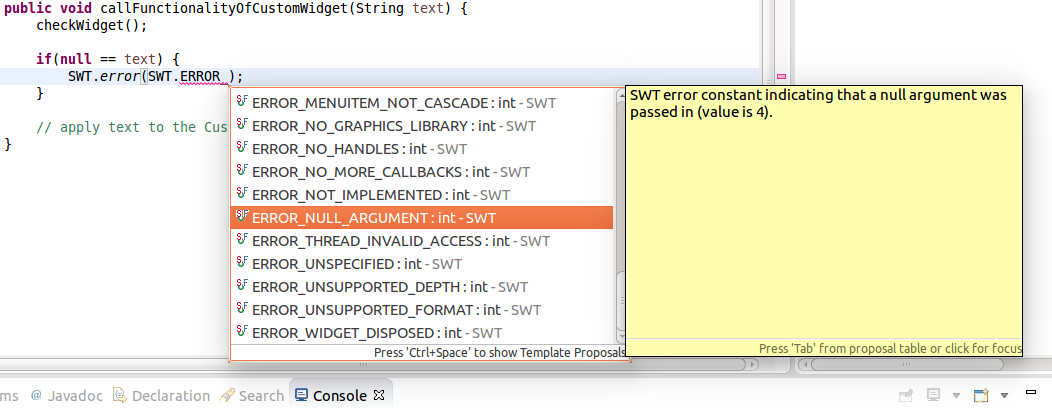 public void callFunctionalityOfCustomWidget(String text) {
checkWidget();
if(null == text) {
SWT.error(SWT.ERROR_);
}
// apply text to the Cus
}
ERROR_MENUITEM_NOT_CASCADE : int - SWT
ERROR_NO_GRAPHICS_LIBRARY : int - SWT
ERROR_NO_HANDLES : int - SWT
ERROR_NO_MORE_CALLBACKS : int - SWT
ERROR_NOT_IMPLEMENTED : int - SWT
ERROR_NULL_ARGUMENT : int - SWT
ERROR_THREAD_INVALID_ACCESS : int - SWT
ERROR_UNSPECIFIED : int - SWT
ERROR_UNSUPPORTED_DEPTH : int - SWT
ERROR_UNSUPPORTED_FORMAT : int - SWT
ERROR_WIDGET_DISPOSED : int - SWT
Press 'Ctrl+Space' to show Template Proposals
SWT error constant indicating that a null argument was
passed in (value is 4).
Press 'Tab' from proposal table or click for focus
ms @ Javadoc Declaration Search Console